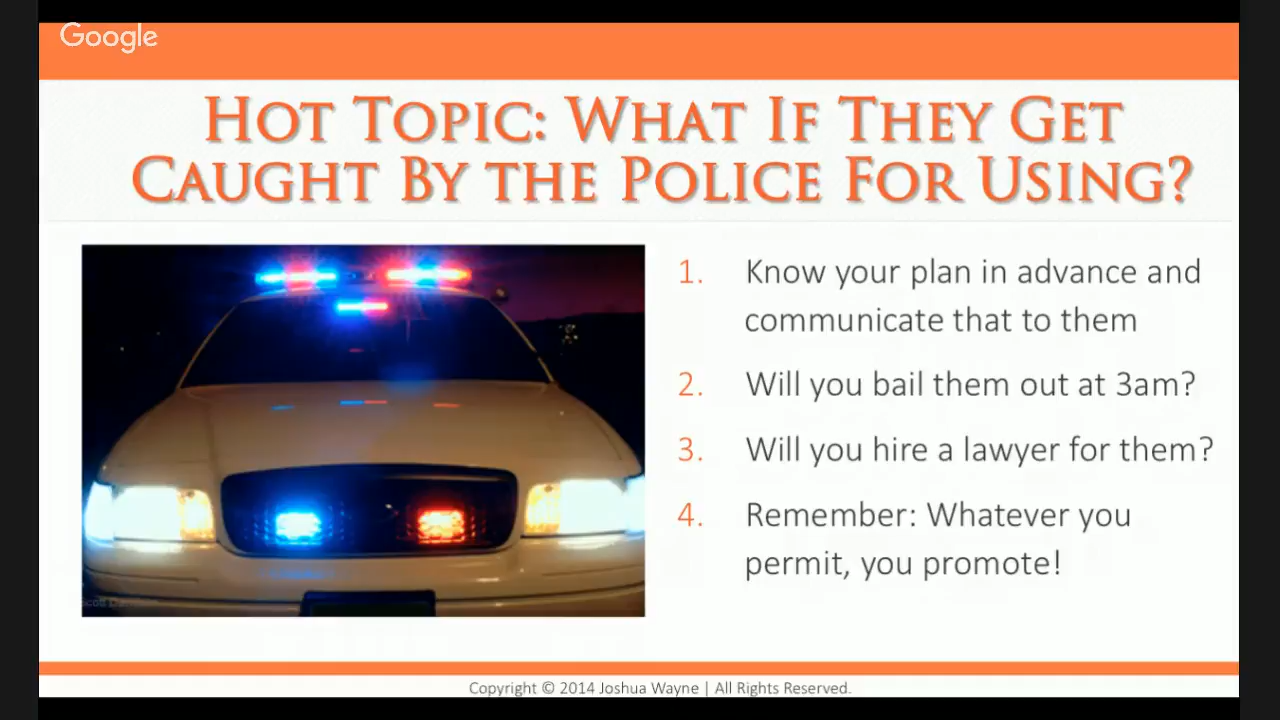 Google
Hot Topic: What If They Get
Caught By the Police For Using?
1. Know your plan in advance and
communicate that to them
2. Will you bail them out at 3am?
3. Will you hire a lawyer for them?
4. Remember: Whatever you
permit, you promote!
Copyright © 2014 Joshua Wayne | All Rights Reserved.